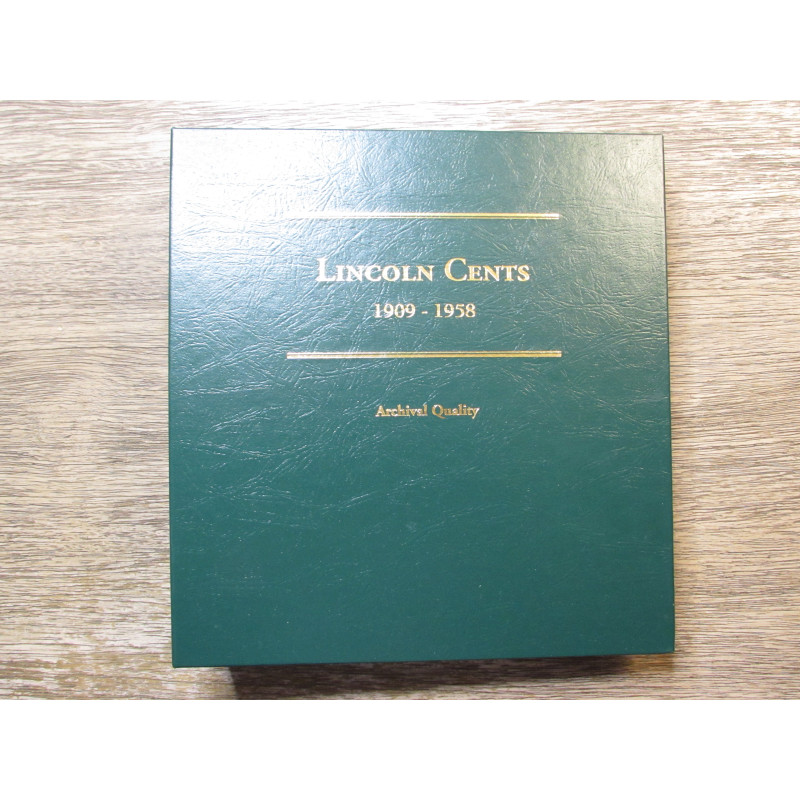 LINCOLN CENTS
1909 - 1958
Archival Quality